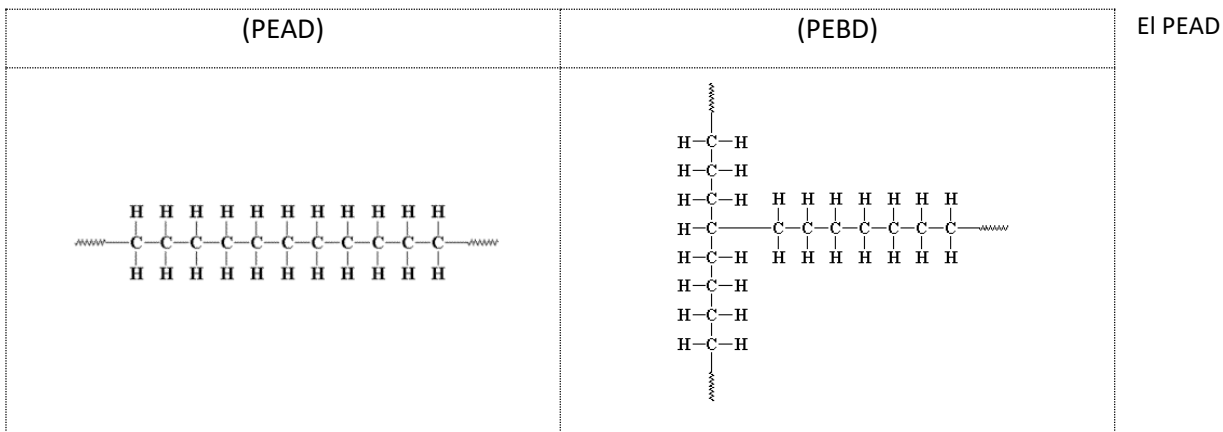 (PEAD)
(PEBD)
El PEAD
H H H H H H H H H H H
C–C–C–C–C–C–C–C–C–C–C
H H H H H H H H H H H
H–C–H
H–C–H
H–C–H H H H H H H H
H–C–C–C–C–C–C–C–C
H–C–H H H H H H H H
H–C–H
H–C–H
H–C–H